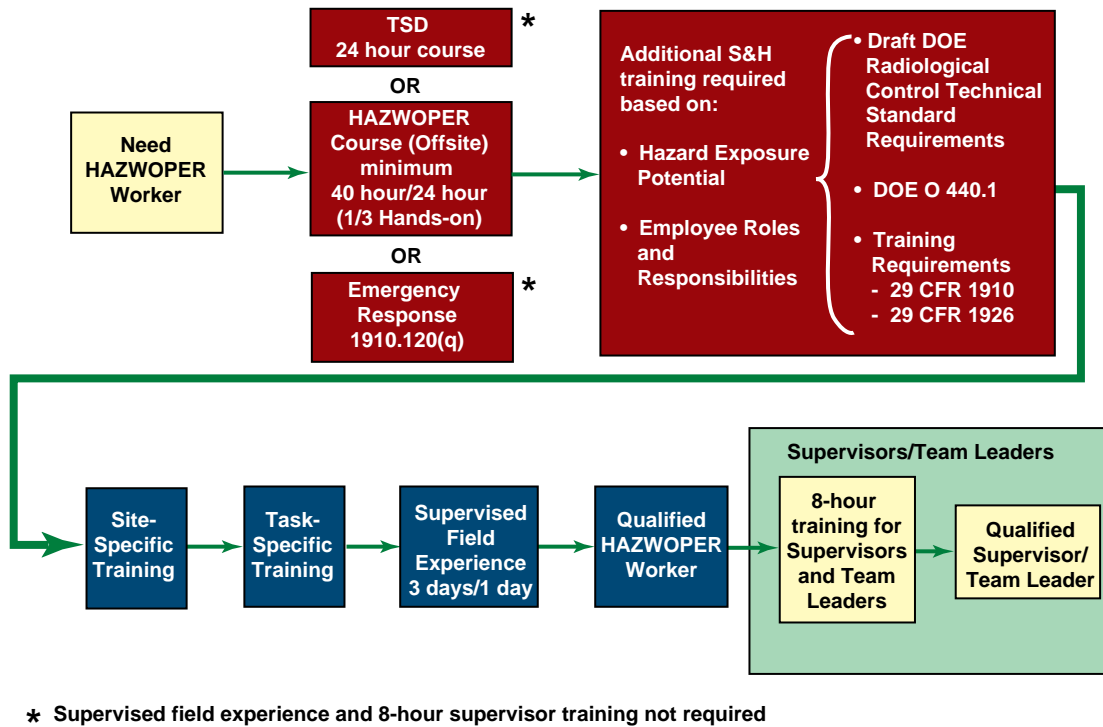 TSD
24 hour course
*
OR
Need
HAZWOPER
Worker
HAZWOPER
Course (Offsite)
minimum
40 hour/24 hour
(1/3 Hands-on)
OR
Emergency
Response
1910.120(q)
*
Additional S&H
training required
based on:
• Hazard Exposure
Potential
• Employee Roles
and
Responsibilities
• Draft DOE
Radiological
Control Technical
Standard
Requirements
• DOE O 440.1
• Training
Requirements
- 29 CFR 1910
- 29 CFR 1926
Site-
Specific
Training
Task-
Specific
Training
Supervised
Field
Experience
3 days/1 day
Qualified
HAZWOPER
Worker
Supervisors/Team Leaders
8-hour
training for
Supervisors
and Team
Leaders
Qualified
Supervisor/
Team Leader
* Supervised field experience and 8-hour supervisor training not required